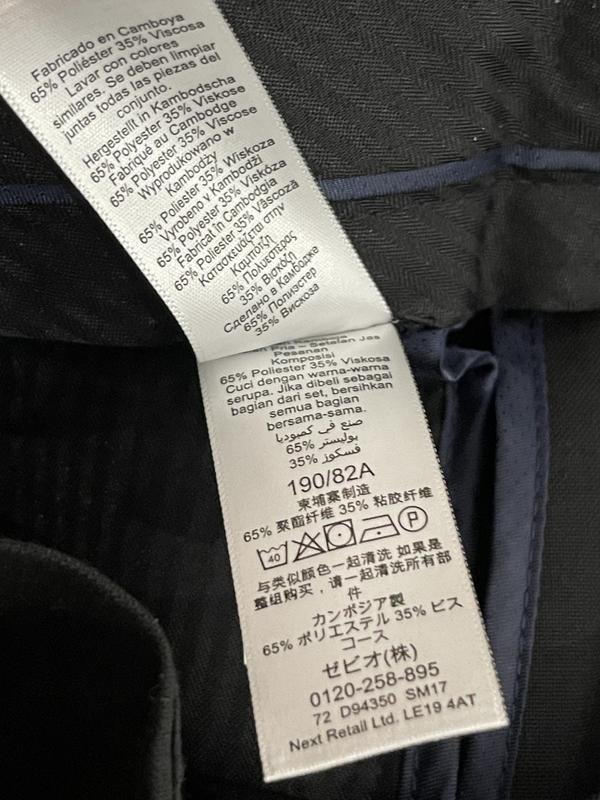 Fabricado en Camboya
65% Poliéster 35% Viscosa
Lavar con colores
similares. Se deben limpiar
juntas todas las piezas del
conjunto.
Hergestellt in Kambodscha
65% Polyester 35% Viskose
Fabriqué au Cambodge
65% Polyester 35% Viscose
Wyprodukowano w
Kambodży
65% Poliester 35% Wiskoza
Vyrobeno v Kambodži
65% Polyester 35% Viskóza
Fabricat în Cambodgia
65% Poliester 35% Vâscoză
Κατασκευάζεται στην
Καμπότζη
65% Πολυεστέρας
35% Βισκόζη
Сделано в Камбодже
65% Полиэстер
35% Вискоза
Pria – Setelan Jas
Pesanan
Komposisi
65% Poliester 35% Viskosa
Cuci dengan warna-warna
serupa. Jika dibeli sebagai
bagian dari set, bersihkan
semua bagian
bersama-sama.
صنع في كمبوديا
65% بوليستر
35% فسكوز
190/82A
柬埔寨制造
65% 聚酯纤维 35% 粘胶纤维
40 P
与类似颜色一起清洗 如果是
整组购买，请一起清洗所有部
件
カンボジア製
65% ポリエステル 35% ビス
コース
ゼビオ(株)
0120-258-895
72 D94350 SM17
Next Retail Ltd. LE19 4AT